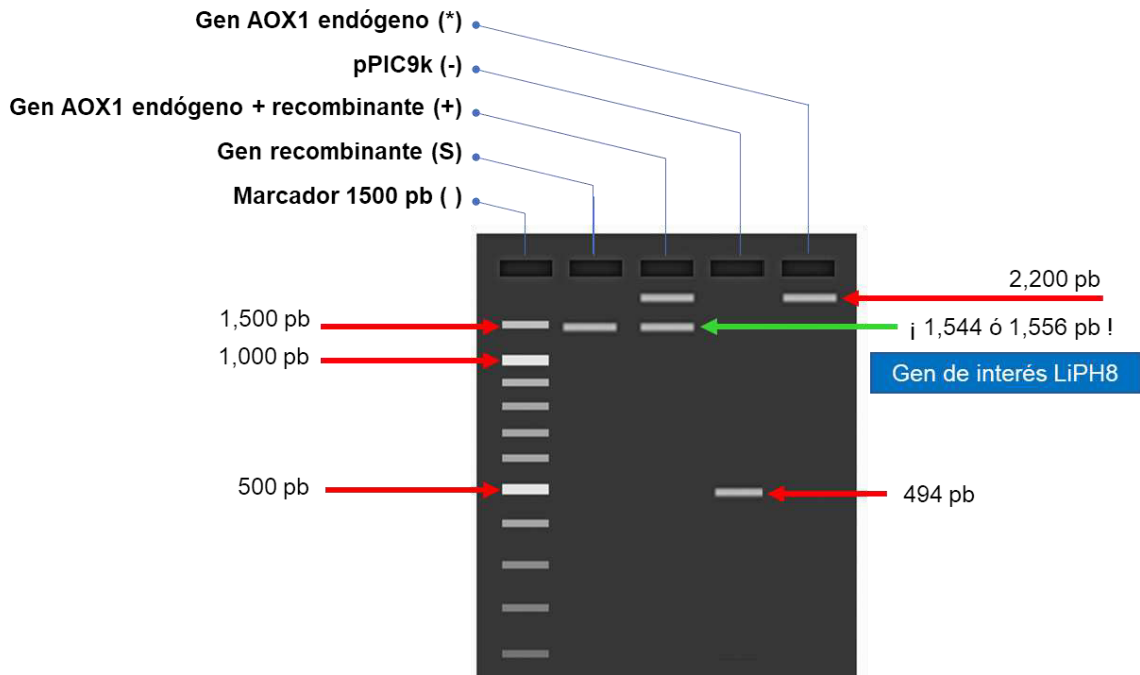 Gen AOX1 endógeno (*)
pPIC9k (-)
Gen AOX1 endógeno + recombinante (+)
Gen recombinante (S)
Marcador 1500 pb ( )
2,200 pb
1,500 pb
¡ 1,544 ó 1,556 pb !
1,000 pb
Gen de interés LiPH8
500 pb
494 pb